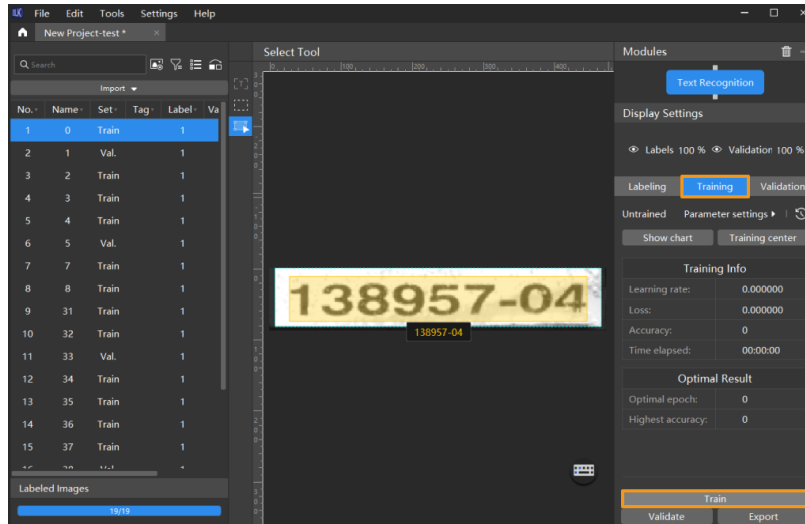 File Edit Tools Settings Help
New Project-test *
Search
Import
No. Name Set Tag Label Va
1 0 Train 1
2 1 Val. 1
3 2 Train 1
4 3 Train 1
5 4 Train 1
6 5 Val. 1
7 7 Train 1
8 8 Train 1
9 31 Train 1
10 32 Train 1
11 33 Val. 1
12 34 Train 1
13 35 Train 1
14 36 Train 1
15 37 Train 1
Labeled Images
19/19
Select Tool
0 100 200 300 400
138957-04
138957-04
Modules
Text Recognition
Display Settings
Labels 100 % Validation 100 %
Labeling Training Validation
Untrained Parameter settings
Show chart Training center
Training Info
Learning rate: 0.000000
Loss: 0.000000
Accuracy: 0
Time elapsed: 00:00:00
Optimal Result
Optimal epoch: 0
Highest accuracy: 0
Train
Validate Export